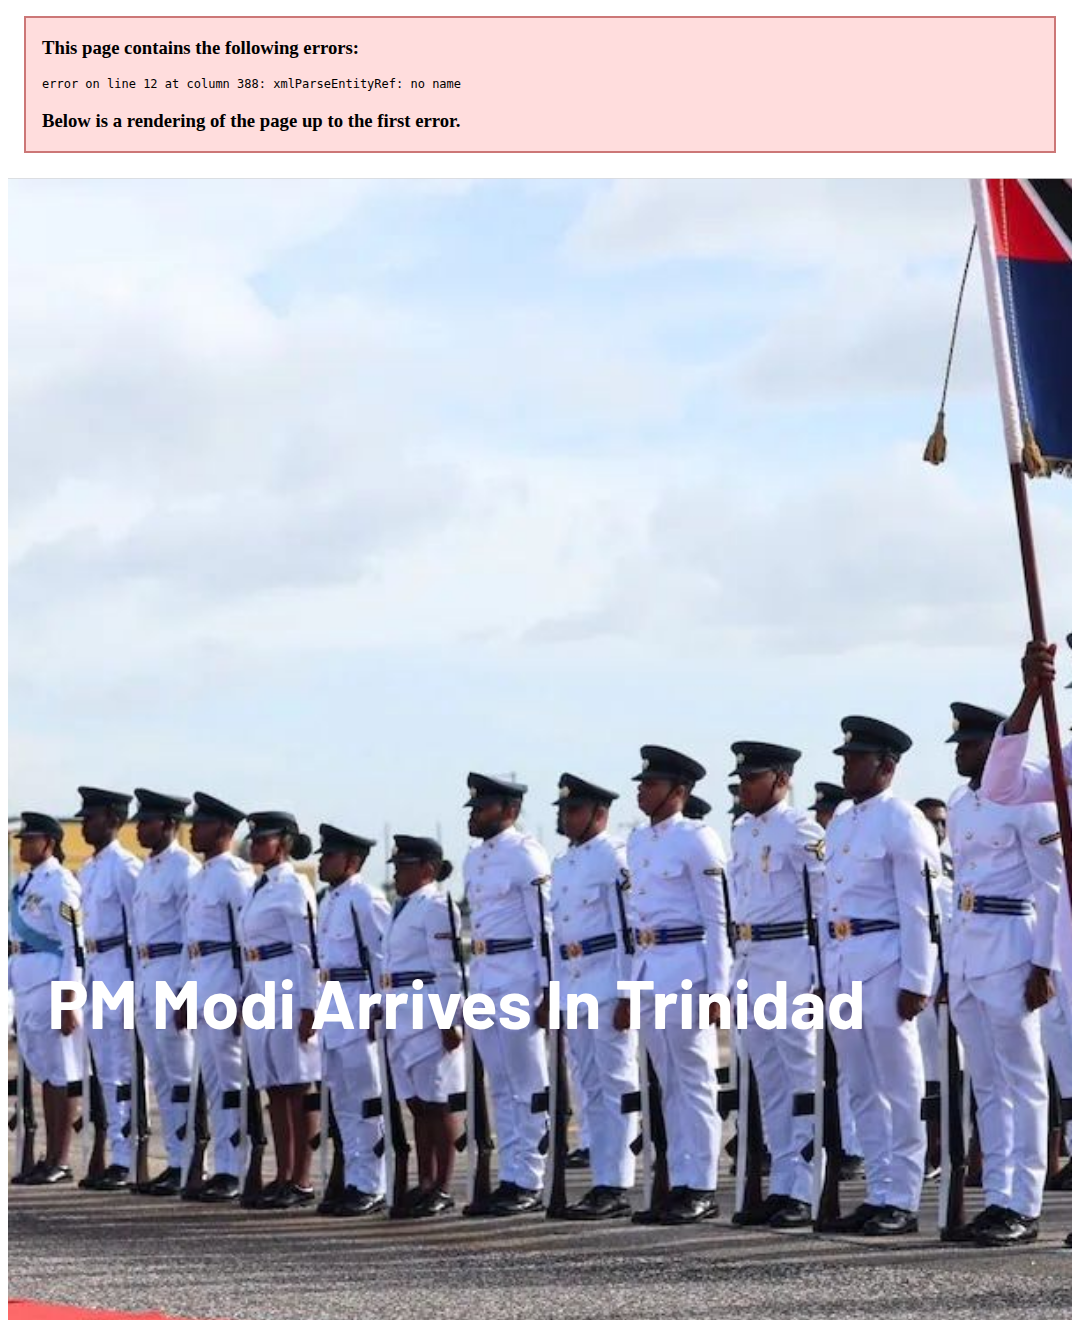 This page contains the following errors:
error on line 12 at column 388: xmlParseEntityRef: no name
Below is a rendering of the page up to the first error.
PM Modi Arrives In Trinidad